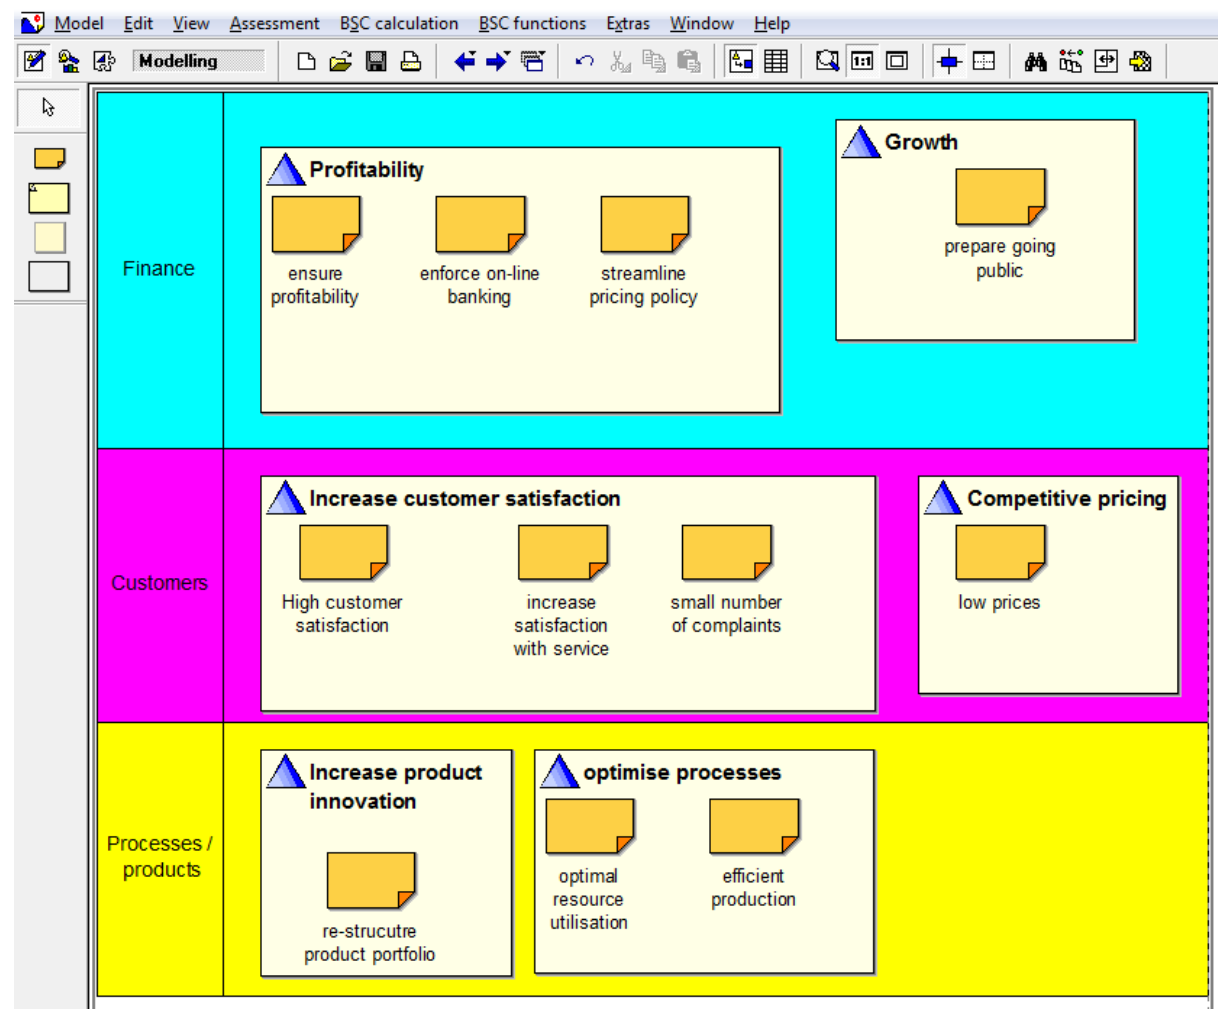 Model Edit View Assessment BSC calculation BSC functions Extras Window Help
Modelling
1:1
Finance
Profitability
ensure
profitability
enforce on-line
banking
streamline
pricing policy
Growth
prepare going
public
Customers
Increase customer satisfaction
High customer
satisfaction
increase
satisfaction
with service
small number
of complaints
Competitive pricing
low prices
Processes /
products
Increase product
innovation
re-strucutre
product portfolio
optimise processes
optimal
resource
utilisation
efficient
production